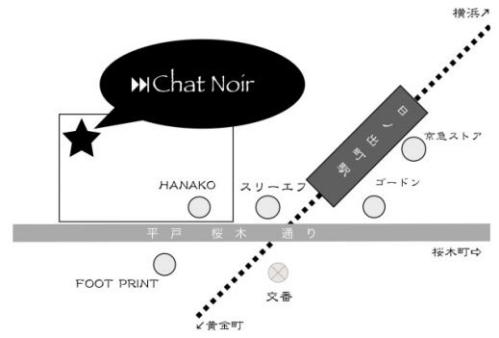 横浜↗
Chat Noir
日ノ出町駅
京急ストア
HANAKO
スリーエフ
ゴードン
平戸 桜木 通り
桜木町⇨
FOOT PRINT
交番
↙黄金町